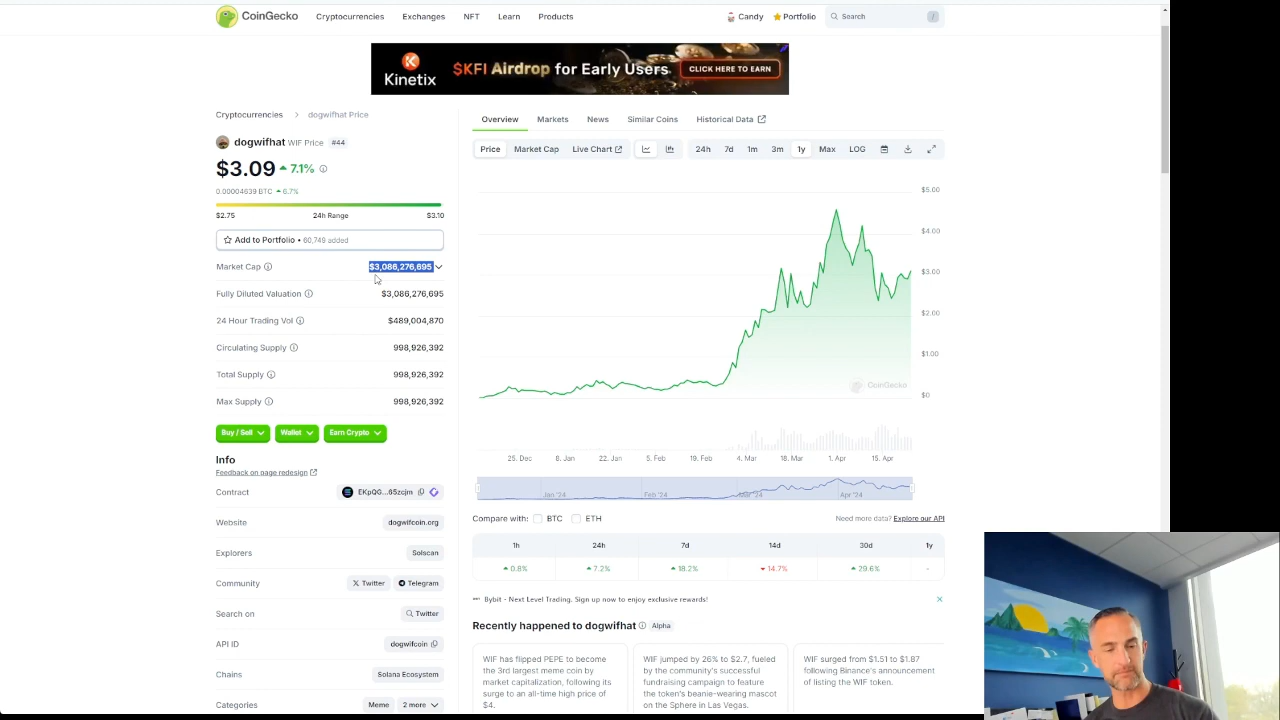 CoinGecko
Cryptocurrencies Exchanges NFT Learn Products
Candy Portfolio Search /
Kinetix
$KFI Airdrop for Early Users
CLICK HERE TO EARN
Cryptocurrencies > dogwifhat Price
dogwifhat WIF Price #44
$3.09 7.1%
0.00004639 BTC 6.7%
$2.75 24h Range $3.10
Add to Portfolio • 60,749 added
Market Cap $3,086,276,695
Fully Diluted Valuation $3,086,276,695
24 Hour Trading Vol $489,004,870
Circulating Supply 998,926,392
Total Supply 998,926,392
Max Supply 998,926,392
Buy / Sell Wallet Earn Crypto
Info
Feedback on page redesign
Contract EKpQG...65zcjm
Website dogwifcoin.org
Explorers Solscan
Community Twitter Telegram
Search on Twitter
API ID dogwifcoin
Chains Solana Ecosystem
Categories Meme 2 more
Overview Markets News Similar Coins Historical Data
Price Market Cap Live Chart
24h 7d 1m 3m 1y Max LOG
$5.00
$4.00
$3.00
$2.00
$1.00
$0
CoinGecko
25. Dec 8. Jan 22. Jan 5. Feb 19. Feb 4. Mar 18. Mar 1. Apr 15. Apr
Jan '24 Feb '24 Mar '24 Apr '24
Compare with: BTC ETH
Need more data? Explore our API
1h 24h 7d 14d 30d 1y
0.8% 7.2% 18.2% 14.7% 29.6% -
Bybit - Next Level Trading. Sign up now to enjoy exclusive rewards!
Recently happened to dogwifhat Alpha
WIF has flipped PEPE to become
the 3rd largest meme coin by
market capitalization, following its
surge to an all-time high price of
$4.
WIF jumped by 26% to $2.7, fueled
by the community's successful
fundraising campaign to feature
the token's beanie-wearing mascot
on the Sphere in Las Vegas.
WIF surged from $1.51 to $1.87
following Binance's announcement
of listing the WIF token.